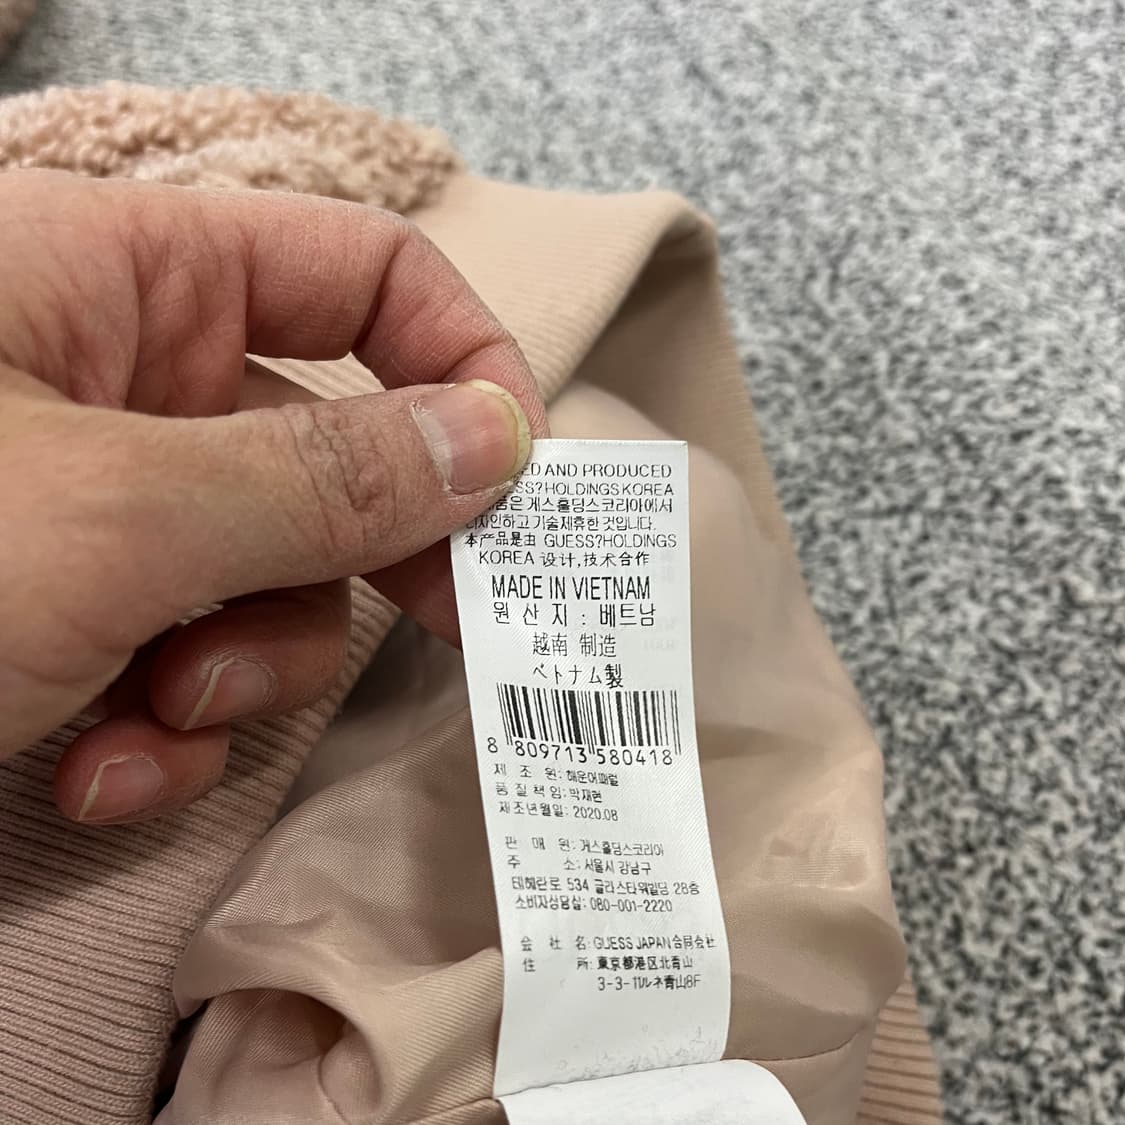 AND PRODUCED
GUESS?HOLDINGS KOREA
제품은 게스홀딩스코리아에서
디자인하고 기술제휴한 것입니다.
本产品是由 GUESS?HOLDINGS
KOREA 设计,技术合作
MADE IN VIETNAM
원 산 지 : 베트남
越南 制造
ベトナム製
8 809713 580418
제 조 원: 해운어패럴
품 질 책 임: 박재현
제조년월일: 2020.08
판 매 원: 게스홀딩스코리아
주 소: 서울시 강남구
테헤란로 534 글라스타워빌딩 28층
소비자상담실: 080-001-2220
会 社 名: GUESS JAPAN合同会社
住 所: 東京都港区北青山
3-3-11ルネ青山8F